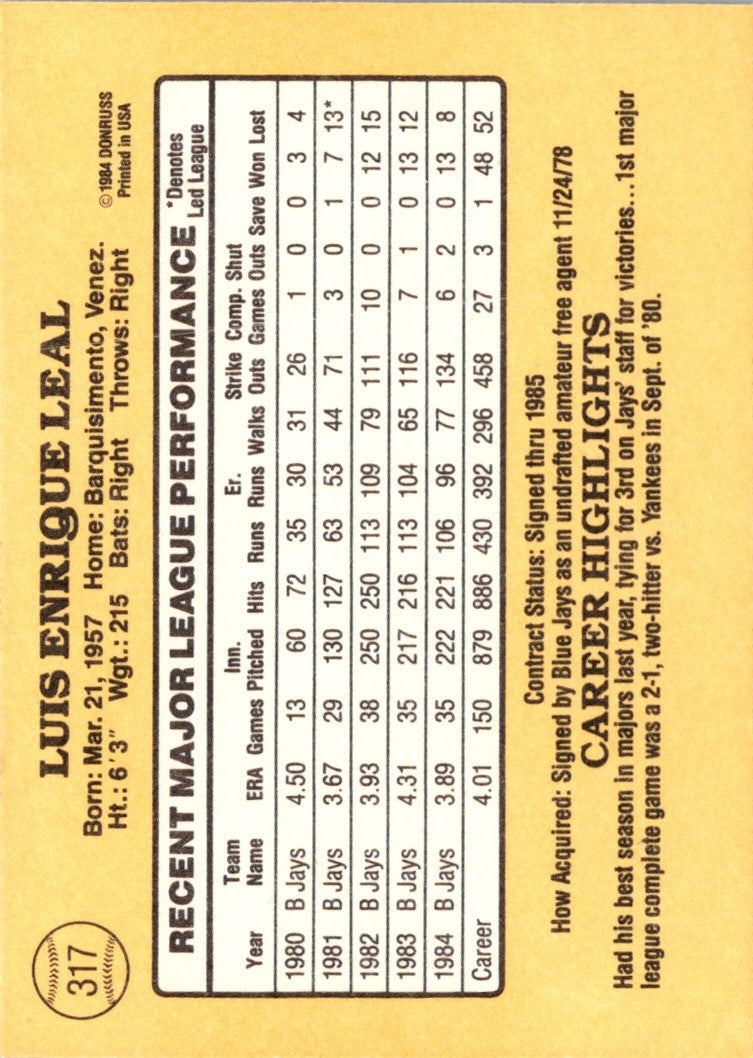 317
LUIS ENRIQUE LEAL
Born: Mar. 21, 1957 Home: Barquisimento, Venez.
Ht.: 6'3" Wgt.: 215 Bats: Right Throws: Right
© 1984 DONRUSS
Printed in USA
RECENT MAJOR LEAGUE PERFORMANCE
*Denotes
Led League
Team Inn. Er. Strike Comp. Shut
Year Name ERA Games Pitched Hits Runs Runs Walks Outs Games Outs Save Won Lost
1980 B Jays 4.50 13 60 72 35 30 31 26 1 0 0 3 4
1981 B Jays 3.67 29 130 127 63 53 44 71 3 0 1 7 13*
1982 B Jays 3.93 38 250 250 113 109 79 111 10 0 0 12 15
1983 B Jays 4.31 35 217 216 113 104 65 116 7 1 0 13 12
1984 B Jays 3.89 35 222 221 106 96 77 134 6 2 0 13 8
Career 4.01 150 879 886 430 392 296 458 27 3 1 48 52
Contract Status: Signed thru 1985
How Acquired: Signed by Blue Jays as an undrafted amateur free agent 11/24/78
CAREER HIGHLIGHTS
Had his best season in majors last year, tying for 3rd on Jays' staff for victories...1st major
league complete game was a 2-1, two-hitter vs. Yankees in Sept. of '80.